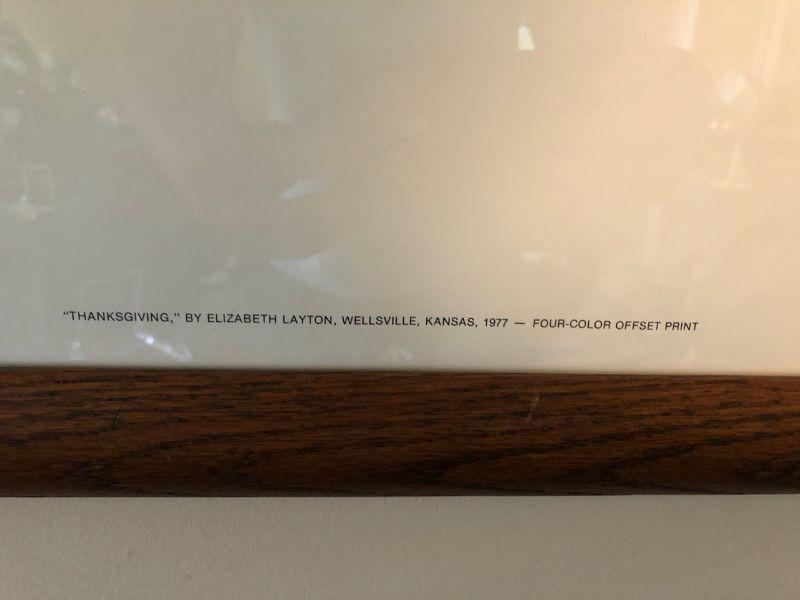 “THANKSGIVING,” BY ELIZABETH LAYTON, WELLSVILLE, KANSAS, 1977 — FOUR-COLOR OFFSET PRINT